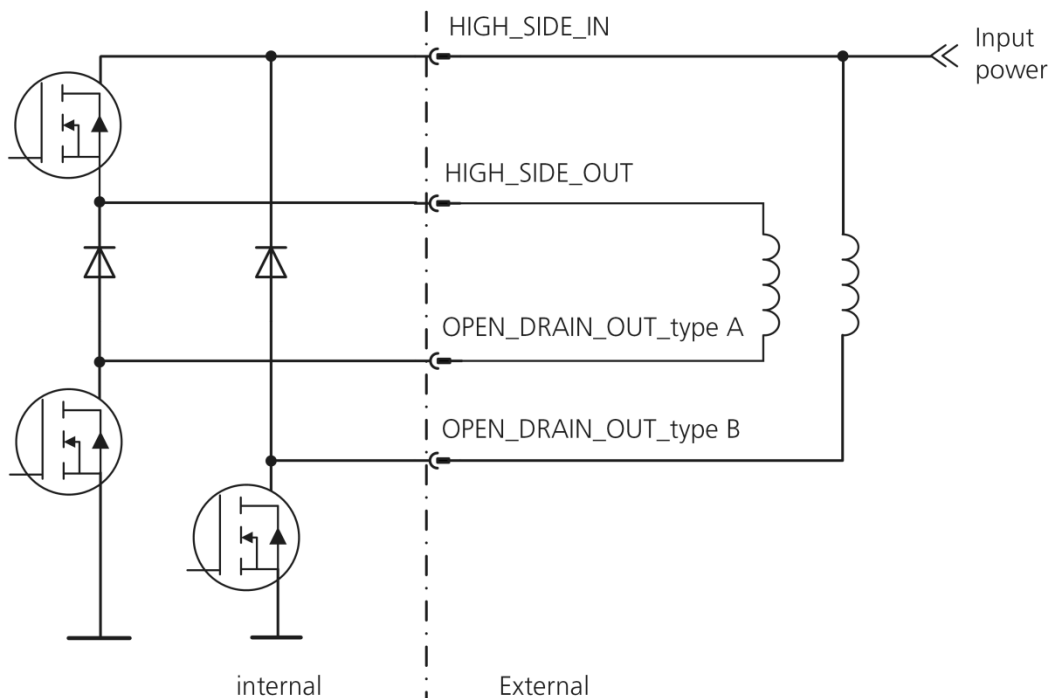 HIGH_SIDE_IN
Input
power
HIGH_SIDE_OUT
OPEN_DRAIN_OUT_type A
OPEN_DRAIN_OUT_type B
internal
External